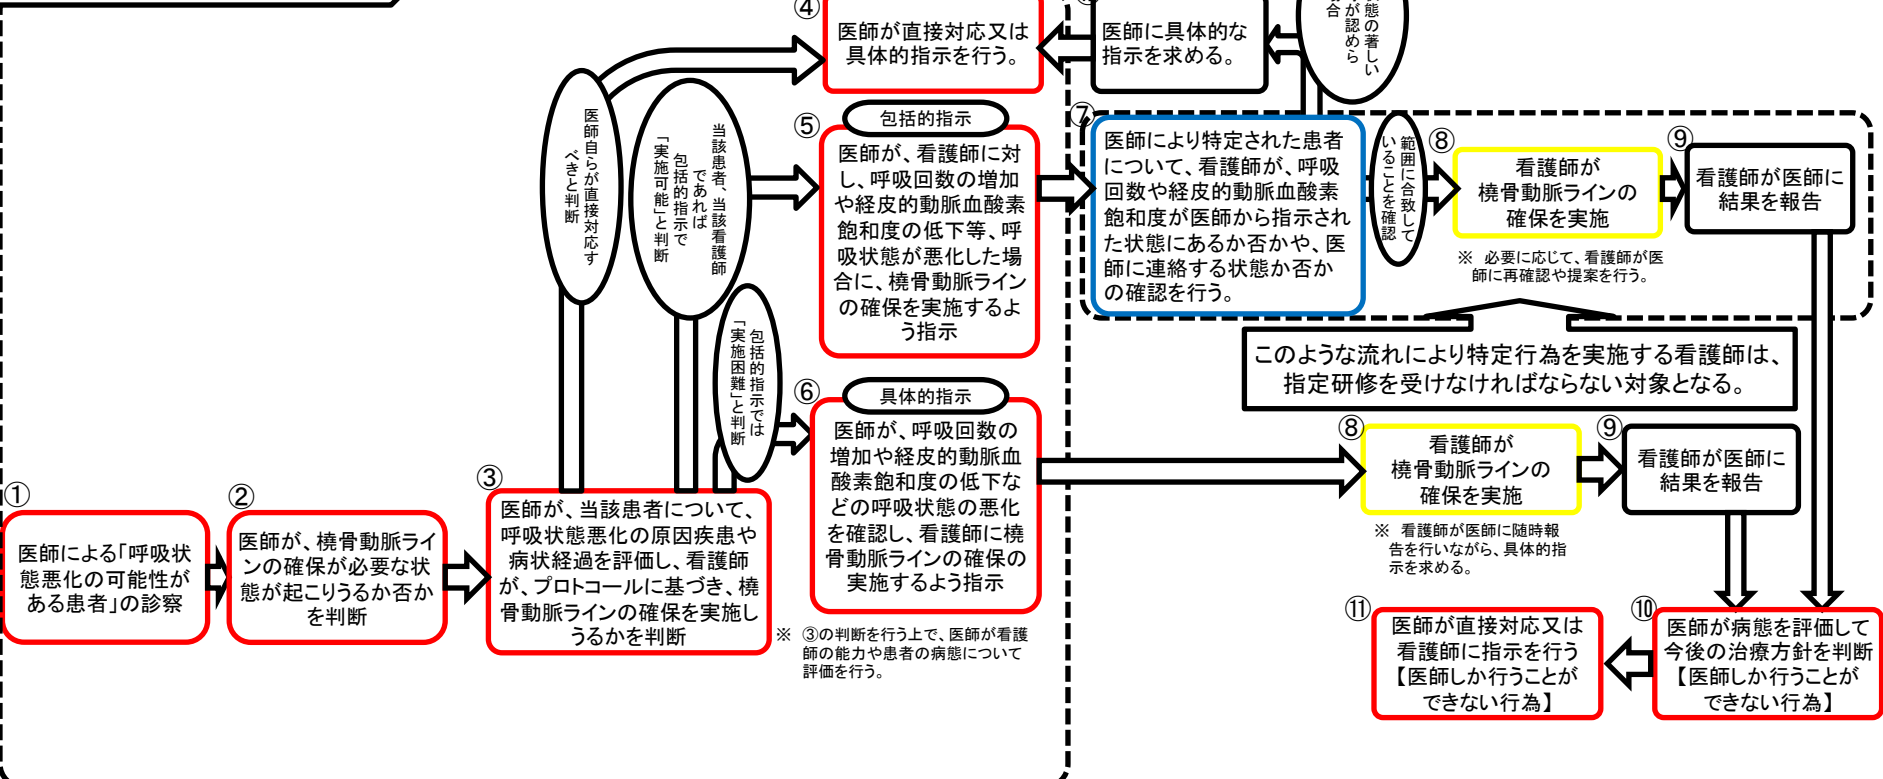 ④
医師が直接対応又は
具体的指示を行う。
医師に具体的な
指示を求める。
態の著しい
が認めら
合
医師自らが直接対応す
べきと判断
当該患者、当該看護師
であれば
包括的指示で
「実施可能」と判断
包括的指示では
「実施困難」と判断
⑤
包括的指示
医師が、看護師に対
し、呼吸回数の増加
や経皮的動脈血酸素
飽和度の低下等、呼
吸状態が悪化した場
合に、橈骨動脈ライン
の確保を実施するよ
う指示
⑦
医師により特定された患者
について、看護師が、呼吸
回数や経皮的動脈血酸素
飽和度が医師から指示され
た状態にあるか否かや、医
師に連絡する状態か否か
の確認を行う。
範囲に合致して
いることを確認
⑧
看護師が
橈骨動脈ラインの
確保を実施
※ 必要に応じて、看護師が医
師に再確認や提案を行う。
⑨
看護師が医師に
結果を報告
このような流れにより特定行為を実施する看護師は、
指定研修を受けなければならない対象となる。
⑥
具体的指示
医師が、呼吸回数の
増加や経皮的動脈血
酸素飽和度の低下な
どの呼吸状態の悪化
を確認し、看護師に橈
骨動脈ラインの確保の
実施するよう指示
⑧
看護師が
橈骨動脈ラインの
確保を実施
※ 看護師が医師に随時報
告を行いながら、具体的指
示を求める。
⑨
看護師が医師に
結果を報告
①
医師による「呼吸状
態悪化の可能性が
ある患者」の診察
②
医師が、橈骨動脈ライ
ンの確保が必要な状
態が起こりうるか否か
を判断
③
医師が、当該患者について、
呼吸状態悪化の原因疾患や
病状経過を評価し、看護師
が、プロトコールに基づき、橈
骨動脈ラインの確保を実施し
うるかを判断
※ ③の判断を行う上で、医師が看護
師の能力や患者の病態について
評価を行う。
⑪
医師が直接対応又は
看護師に指示を行う
【医師しか行うことが
できない行為】
⑩
医師が病態を評価して
今後の治療方針を判断
【医師しか行うことが
できない行為】